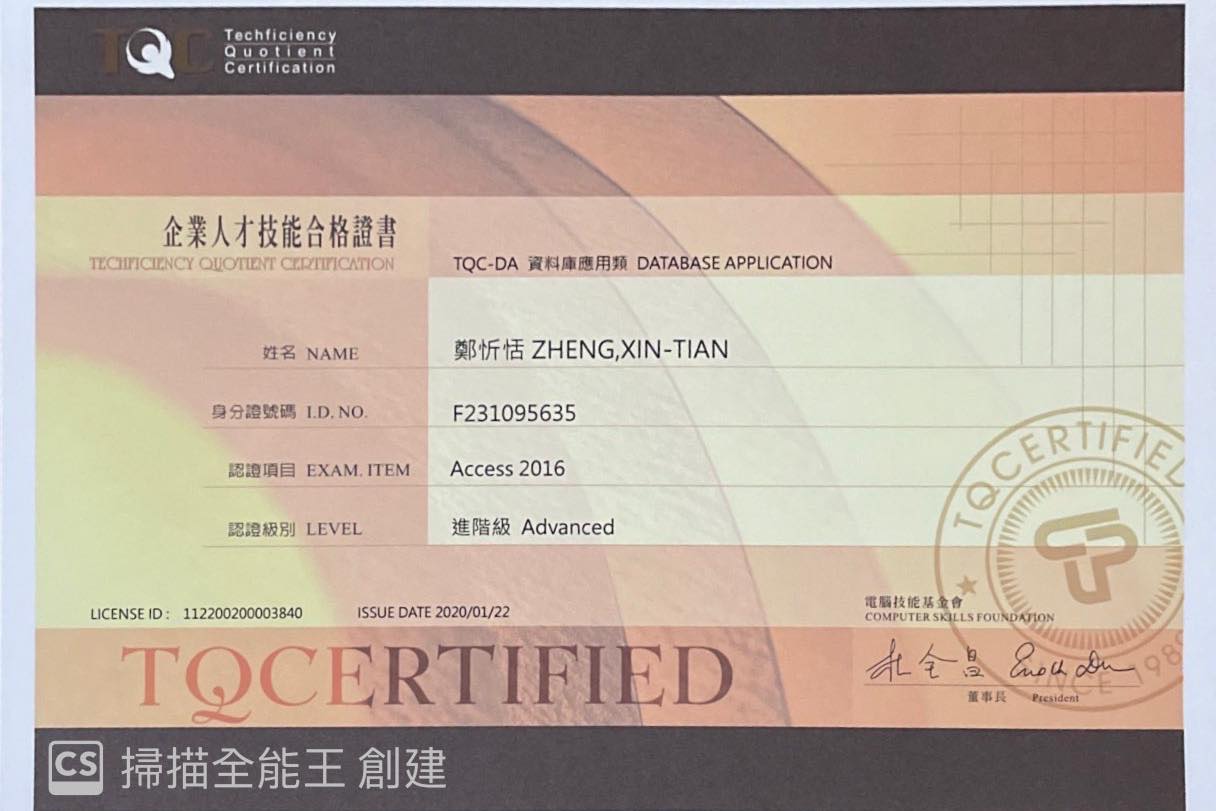 TQC Techficiency
Quotient
Certification
企業人才技能合格證書
TECHFICIENCY QUOTIENT CERTIFICATION
TQC-DA 資料庫應用類 DATABASE APPLICATION
姓名 NAME 鄭忻恬 ZHENG,XIN-TIAN
身分證號碼 I.D. NO. F231095635
認證項目 EXAM. ITEM Access 2016
認證級別 LEVEL 進階級 Advanced
TQCERTIFIED
SINCE 1989
LICENSE ID : 112200200003840 ISSUE DATE 2020/01/22
電腦技能基金會
COMPUTER SKILLS FOUNDATION
TQCERTIFIED
杜全昌
董事長 President
CS 掃描全能王 創建